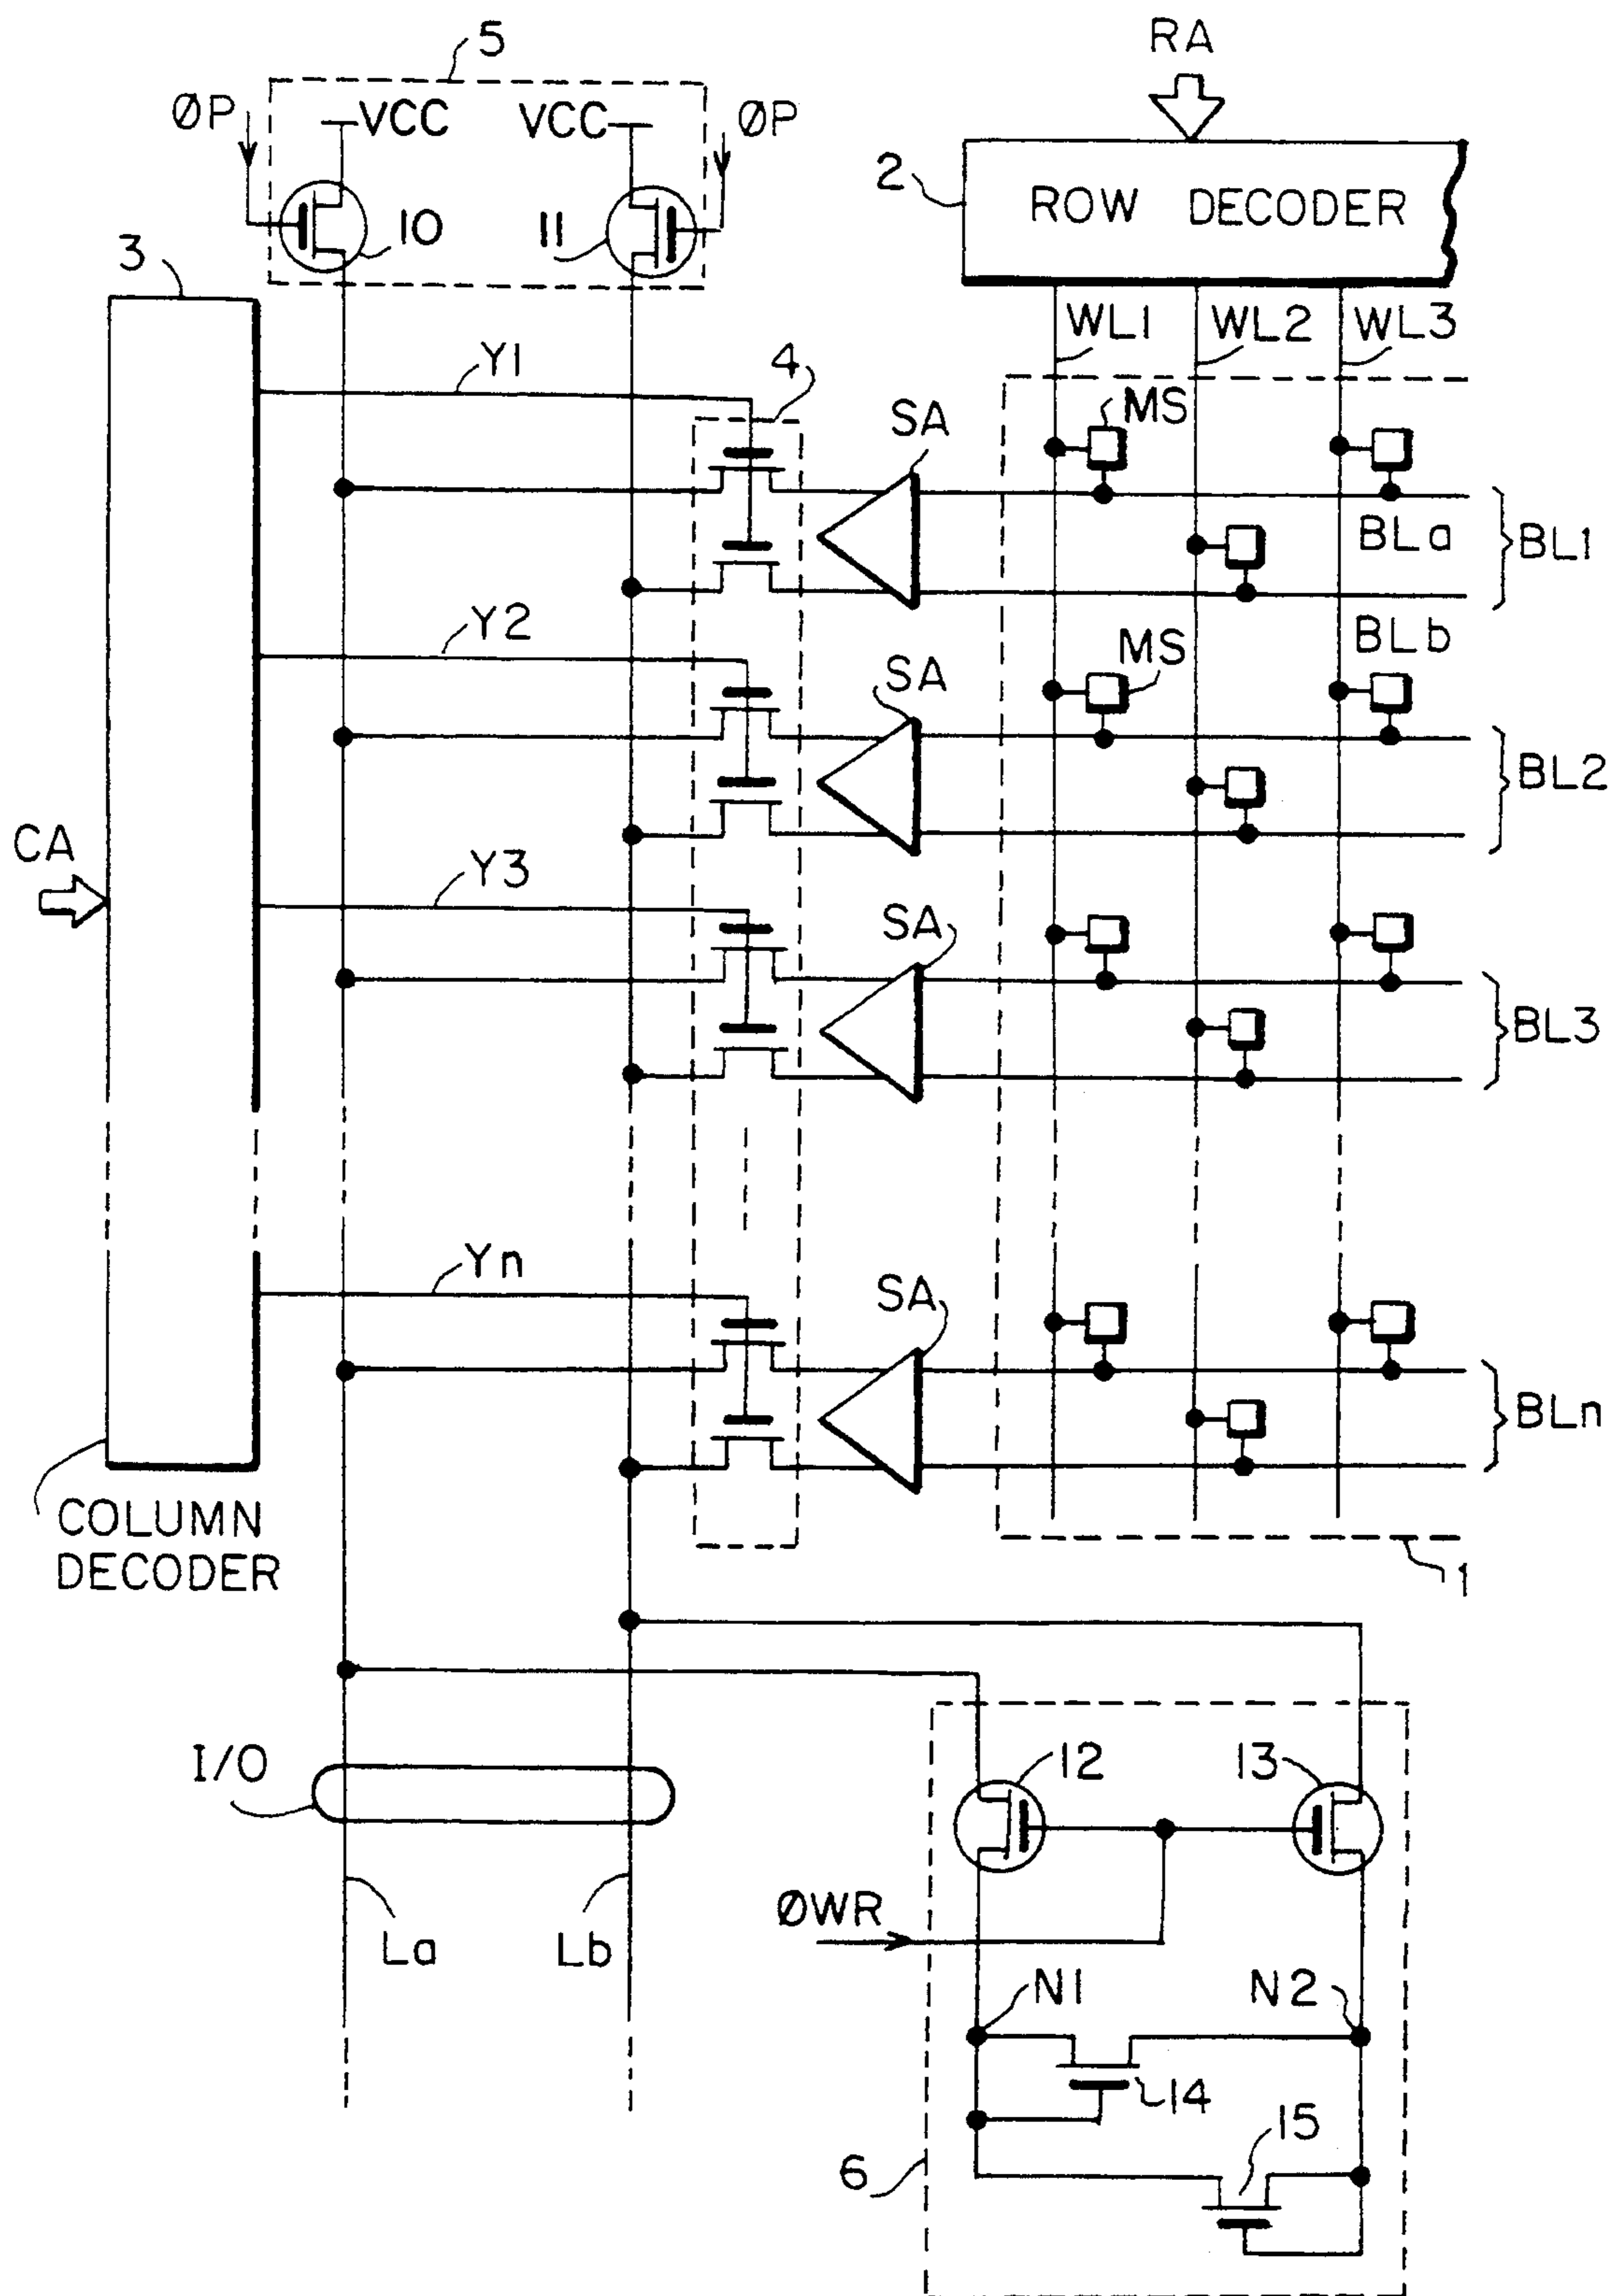 5
RA
ØP
VCC
VCC
ØP
2
ROW DECODER
10
11
3
WL1
WL2
WL3
Y1
4
SA
MS
BLa
BL1
Y2
BLb
SA
MS
BL2
CA
Y3
SA
BL3
Yn
SA
BLn
COLUMN
DECODER
1
I/O
12
13
ØWR
La
Lb
N1
N2
14
15
6